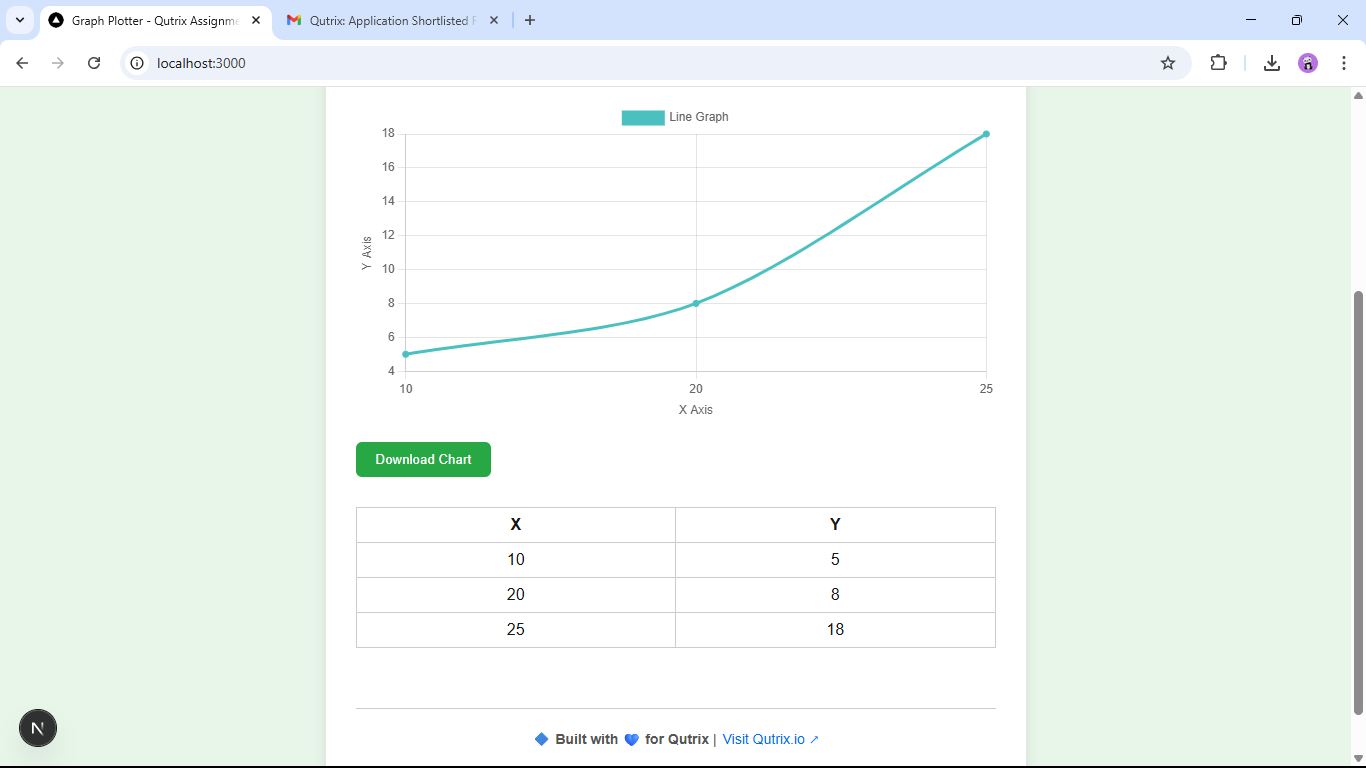 Graph Plotter - Qutrix Assignme
Qutrix: Application Shortlisted F
localhost:3000
Line Graph
18
16
14
12
10
8
6
4
Y Axis
10 20 25
X Axis
Download Chart
X Y
10 5
20 8
25 18
N
🔷 Built with 💙 for Qutrix | Visit Qutrix.io ↗